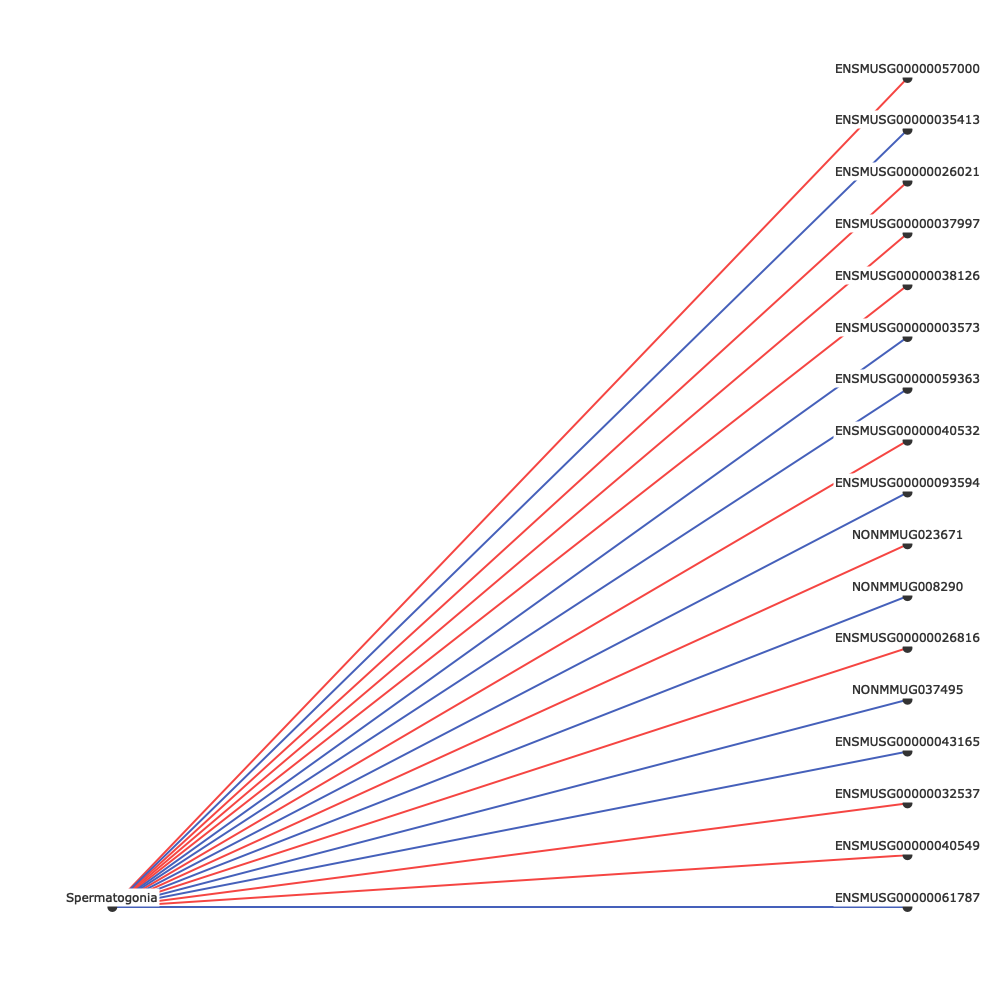 ENSMUSG00000057000
ENSMUSG00000035413
ENSMUSG00000026021
ENSMUSG00000037997
ENSMUSG00000038126
ENSMUSG00000003573
ENSMUSG00000059363
ENSMUSG00000040532
ENSMUSG00000093594
NONMMUG023671
NONMMUG008290
ENSMUSG00000026816
NONMMUG037495
ENSMUSG00000043165
ENSMUSG00000032537
ENSMUSG00000040549
Spermatogonia
ENSMUSG00000061787